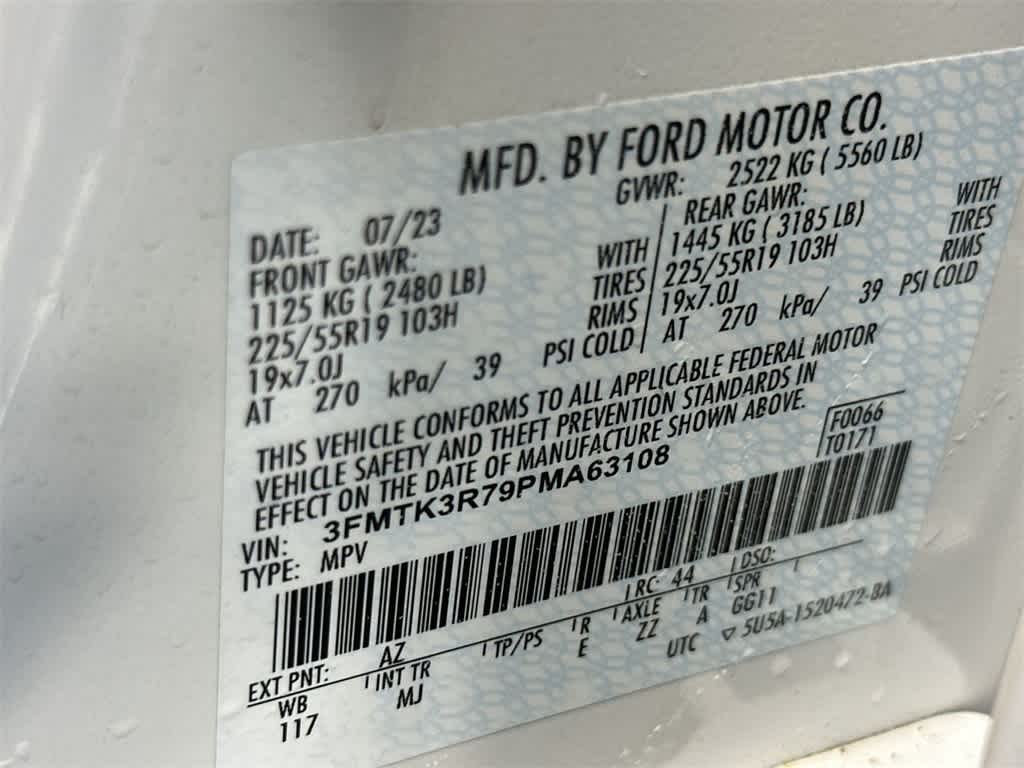 MFD. BY FORD MOTOR CO.
DATE: 07/23 GVWR: 2522 KG ( 5560 LB)
FRONT GAWR: REAR GAWR:
1125 KG ( 2480 LB) WITH 1445 KG ( 3185 LB) WITH
225/55R19 103H TIRES 225/55R19 103H TIRES
19x7.0J RIMS 19x7.0J RIMS
AT 270 kPa/ 39 PSI COLD AT 270 kPa/ 39 PSI COLD
THIS VEHICLE CONFORMS TO ALL APPLICABLE FEDERAL MOTOR
VEHICLE SAFETY AND THEFT PREVENTION STANDARDS IN
EFFECT ON THE DATE OF MANUFACTURE SHOWN ABOVE.
F0066
T0171
VIN: 3FMTK3R79PMA63108
TYPE: MPV
EXT PNT: AZ RC: 44 DSO:
WB INT TR TP/PS R AXLE TR SPR
117 MJ E ZZ A GG11
UTC ▽ 5U5A-1520472-BA